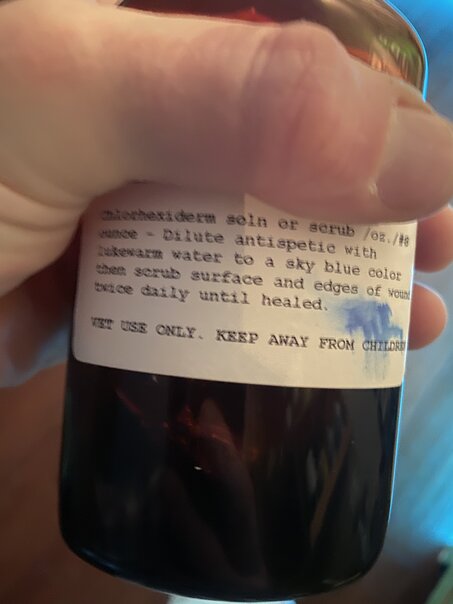 Chlorhexiderm soln or scrub /oz./#8
ounce - Dilute antispetic with
lukewarm water to a sky blue color
then scrub surface and edges of wound
twice daily until healed.
VET USE ONLY. KEEP AWAY FROM CHILDREN